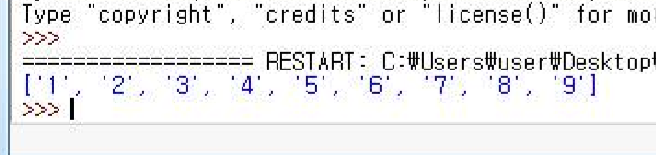 Type "copyright", "credits" or "license()" for mo
>>>
================== RESTART: C:₩Users₩user₩Desktop₩
['1', '2', '3', '4', '5', '6', '7', '8', '9']
>>>